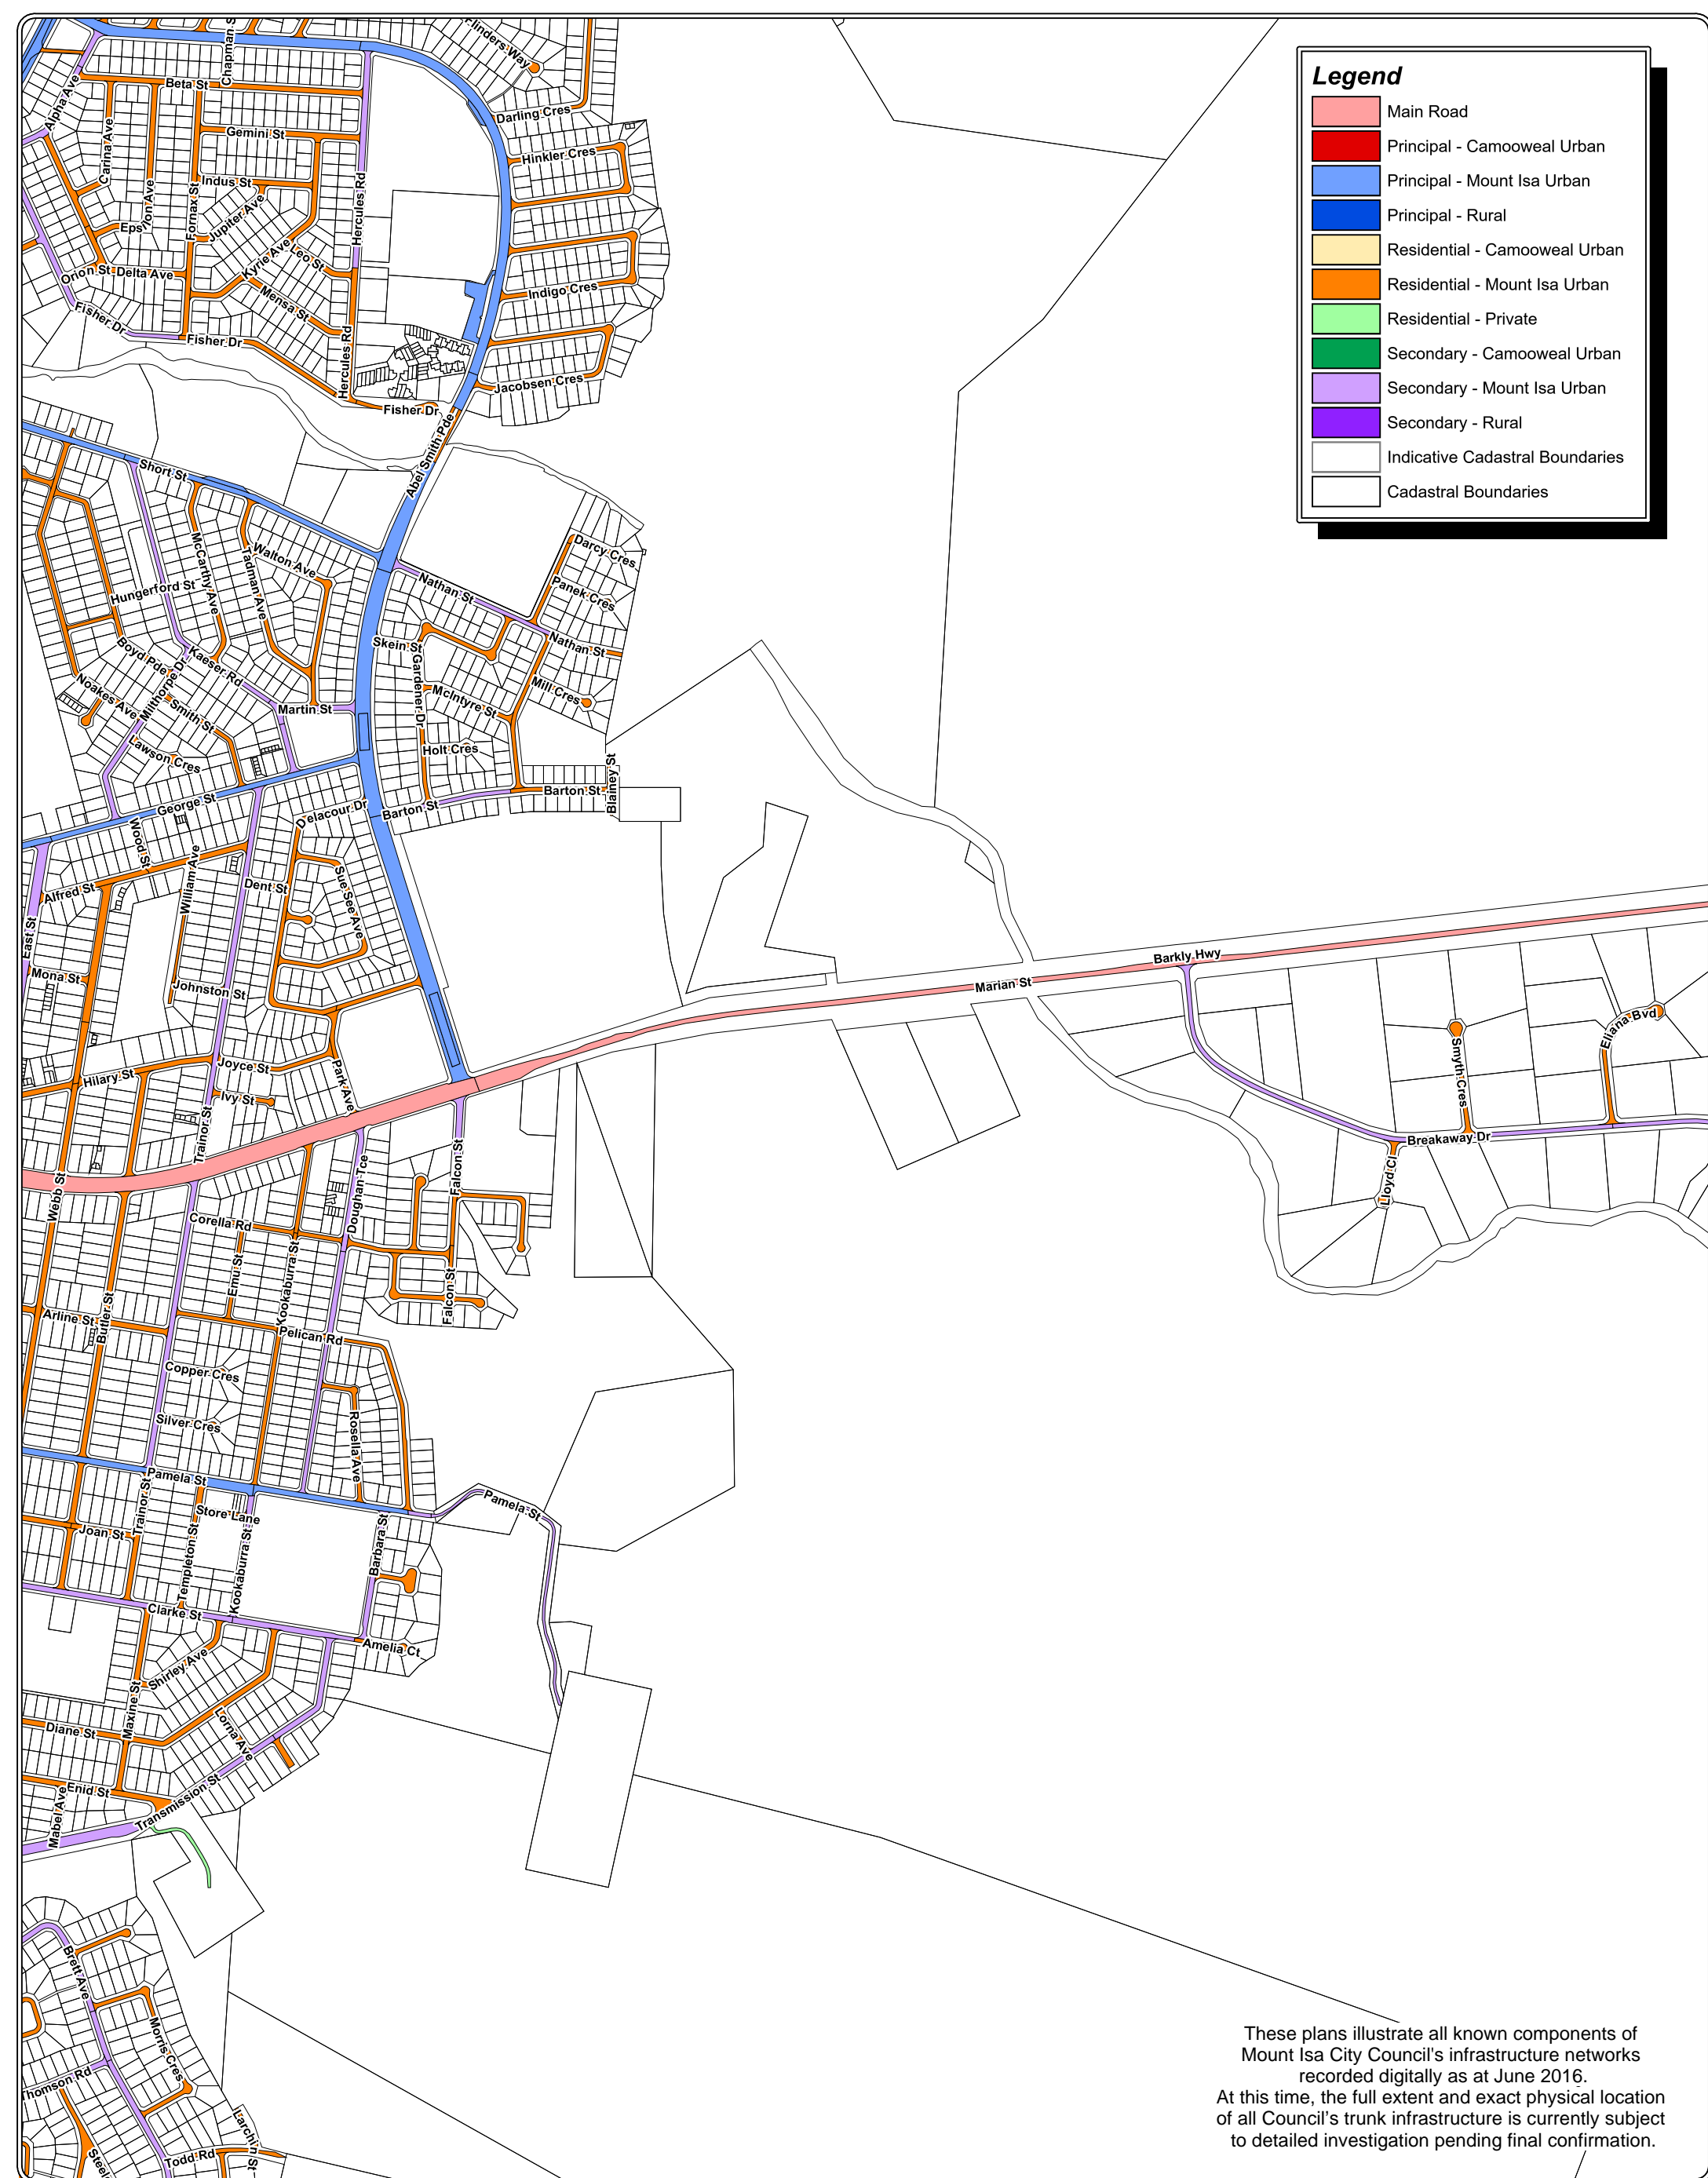 Flinders Way
Chapman S
Beta St
Alpha Ave
Carina Ave
Darling Cres
Gemini St
Hinkler Cres
Indus St
Eps
lon Ave
Fornax St
Jupiter Ave
Hercules Rd
Kyrie Ave
Leo St
Orion St
Delta Ave
Mensa St
Indigo Cres
Fisher Dr
Fisher Dr
Hercules Rd
Jacobsen Cres
Fisher Dr
Abel Smith Pde
Short St
McCarthy Ave
Tadman Ave
Walton Ave
Darcy Cres
Hungerford St
Nathan St
Panek Cres
Boyd Pde
Kaeser Rd
Skein St
Nathan St
Noakes Ave
Milthorpe Dr
Smith St
Martin St
Gardener Dr
McIntyre St
Mill Cres
Lawson Cres
Holt Cres
Blainey St
George St
Delacour Dr
Barton St
Barton St
Wood St
William Ave
Alfred St
Dent St
Sue See Ave
East St
Mona St
Johnston St
Barkly Hwy
Marian St
Eliana Bvd
Smyth Cres
Breakaway Dr
Lloyd Cl
Hilary St
Joyce St
Park Ave
Ivy St
Trainor St
Webb St
Doughan Tce
Falcon St
Corella Rd
Emu St
Kookaburra St
Falcon St
Arline St
Butler St
Pelican Rd
Copper Cres
Silver Cres
Rosella Ave
Pamela St
Pamela St
Store Lane
Trainor St
Joan St
Templeton St
Kookaburra St
Barbara St
Clarke St
Amelia Ct
Shirley Ave
Maxine St
Lorna Ave
Diane St
Enid St
Mabel Ave
Transmission St
Brett Ave
Morris Cres
Thomson Rd
Larchin St
Todd Rd
Steel
Legend
Main Road
Principal - Camooweal Urban
Principal - Mount Isa Urban
Principal - Rural
Residential - Camooweal Urban
Residential - Mount Isa Urban
Residential - Private
Secondary - Camooweal Urban
Secondary - Mount Isa Urban
Secondary - Rural
Indicative Cadastral Boundaries
Cadastral Boundaries
These plans illustrate all known components of
Mount Isa City Council's infrastructure networks
recorded digitally as at June 2016.
At this time, the full extent and exact physical location
of all Council's trunk infrastructure is currently subject
to detailed investigation pending final confirmation.